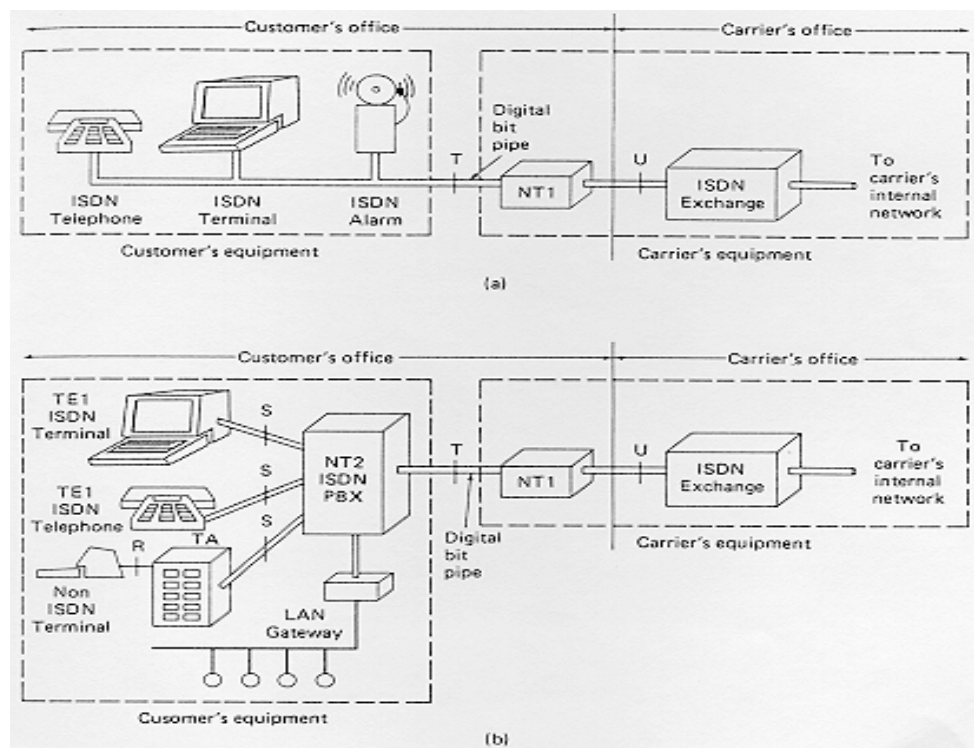 Customer's office
Carrier's office
Digital
bit
pipe
T
U
NT1
ISDN
Exchange
To
carrier's
internal
network
ISDN
Telephone
ISDN
Terminal
ISDN
Alarm
Customer's equipment
Carrier's equipment
(a)
Customer's office
Carrier's office
TE1
ISDN
Terminal
S
NT2
ISDN
PBX
T
U
NT1
ISDN
Exchange
To
carrier's
internal
network
TE1
ISDN
Telephone
S
S
R
TA
Non
ISDN
Terminal
Digital
bit
pipe
Carrier's equipment
LAN
Gateway
Cusomer's equipment
(b)